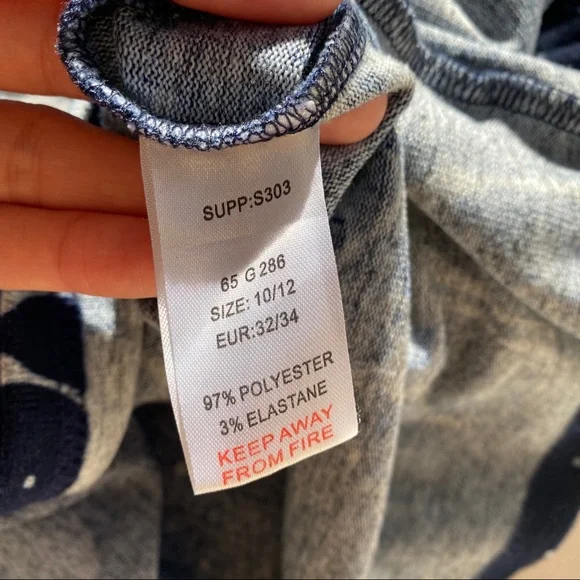 SUPP:S303
65 G 286
SIZE: 10/12
EUR:32/34
97% POLYESTER
3% ELASTANE
KEEP AWAY
FROM FIRE